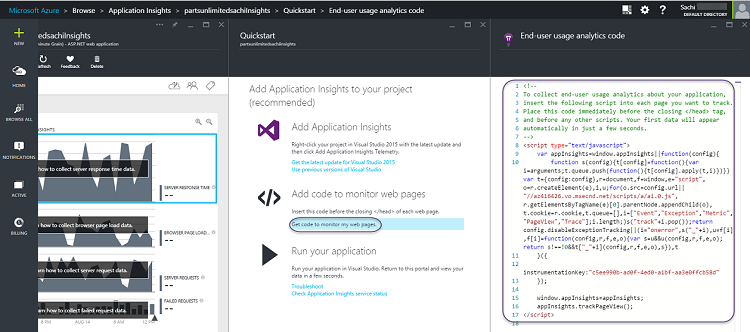 Microsoft Azure > Browse > Application Insights > partsunlimitedsachiInsights > Quickstart > End-user usage analytics code
Sachi
DEFAULT DIRECTORY
NEW
HOME
BROWSE ALL
NOTIFICATIONS
ACTIVE
BILLING
itedsachiInsights
- ASP.NET web application
Refresh
Feedback
Delete
INSIGHTS
how to collect server response time data.
SERVER RESPONSE TIME
how to collect browser page load data.
BROWSER PAGE LOAD...
arn how to collect server request data.
SERVER REQUESTS
arn how to collect failed request data.
FAILED REQUESTS
6 PM
AUG 14
6 AM
12 PM
Quickstart
partsunlimitedsachiInsights
Add Application Insights to your project
(recommended)
Add Application Insights
Right-click your project in Visual Studio 2015 with the latest update and
then click Add Application Insights Telemetry.
Get the latest update for Visual Studio 2015
Use previous versions of Visual Studio
Add code to monitor web pages
Insert this code before the closing </head> of each web page.
Get code to monitor my web pages.
Run your application
Run your application in Visual Studio. Return to this portal and view your
data in a few seconds.
Troubleshoot
Check Application Insights service status
End-user usage analytics code
1 <!--
2 To collect end-user usage analytics about your application,
3 insert the following script into each page you want to track.
4 Place this code immediately before the closing </head> tag,
5 and before any other scripts. Your first data will appear
6 automatically in just a few seconds.
7 -->
8 <script type="text/javascript">
9 var appInsights=window.appInsights||function(config){
10 function s(config){t[config]=function(){var
i=arguments;t.queue.push(function(){t[config].apply(t,i)})}}
var t={config:config},r=document,f=window,e="script",
o=r.createElement(e),i,u;for(o.src=config.url||
"//az416426.vo.msecnd.net/scripts/a/ai.0.js",
r.getElementsByTagName(e)[0].parentNode.appendChild(o),
t.cookie=r.cookie,t.queue=[],i=["Event","Exception","Metric",
"PageView","Trace"];i.length;)s("track"+i.pop());return
config.disableExceptionTracking||(i="onerror",s("_"+i),u=f[i]
,f[i]=function(config,r,f,e,o){var s=u&&u(config,r,f,e,o);
return s!==!0&&t["_"+i](config,r,f,e,o),s}),t
11 }({
12
instrumentationKey:"c5ee990b-ad0f-4ed0-a1bf-aa3e0ffcb58d"
13 });
14
15 window.appInsights=appInsights;
16 appInsights.trackPageView();
17 </script>
18